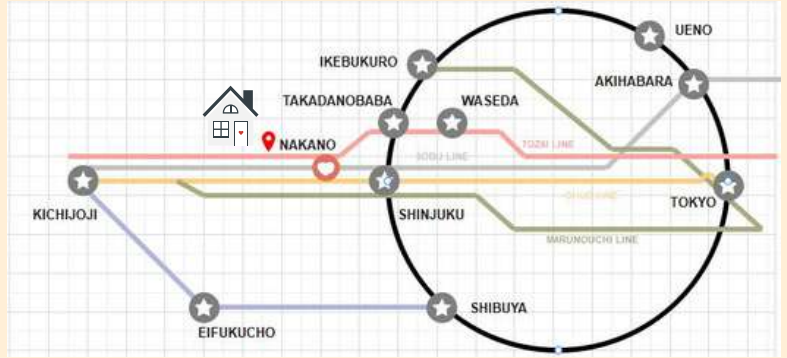 UENO
IKEBUKURO
AKIHABARA
TAKADANOBABA
WASEDA
NAKANO
TOZAI LINE
SOBU LINE
KICHIJOJI
SHINJUKU
CHUO LINE
TOKYO
MARUNOUCHI LINE
SHIBUYA
EIFUKUCHO